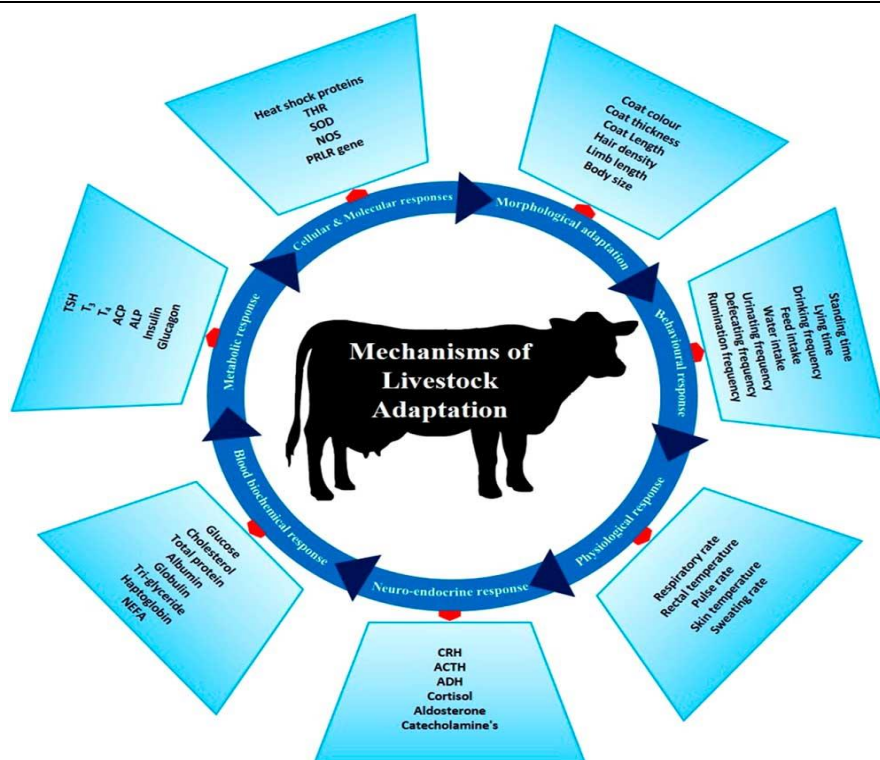 Mechanisms of
Livestock
Adaptation
Morphological adaptation
Coat colour
Coat thickness
Coat Length
Hair density
Limb length
Body size
Behavioural response
Standing time
Lying time
Drinking frequency
Feed intake
Water intake
Urinating frequency
Defecating frequency
Rumination frequency
Physiological response
Respiratory rate
Rectal temperature
Pulse rate
Skin temperature
Sweating rate
Neuro-endocrine response
CRH
ACTH
ADH
Cortisol
Aldosterone
Catecholamine's
Blood biochemical response
Glucose
Cholesterol
Total protein
Albumin
Globulin
Tri-glyceride
Haptoglobin
NEFA
Metabolic response
TSH
T₃
T₄
ACP
ALP
Insulin
Glucagon
Cellular & Molecular responses
Heat shock proteins
THR
SOD
NOS
PRLR gene